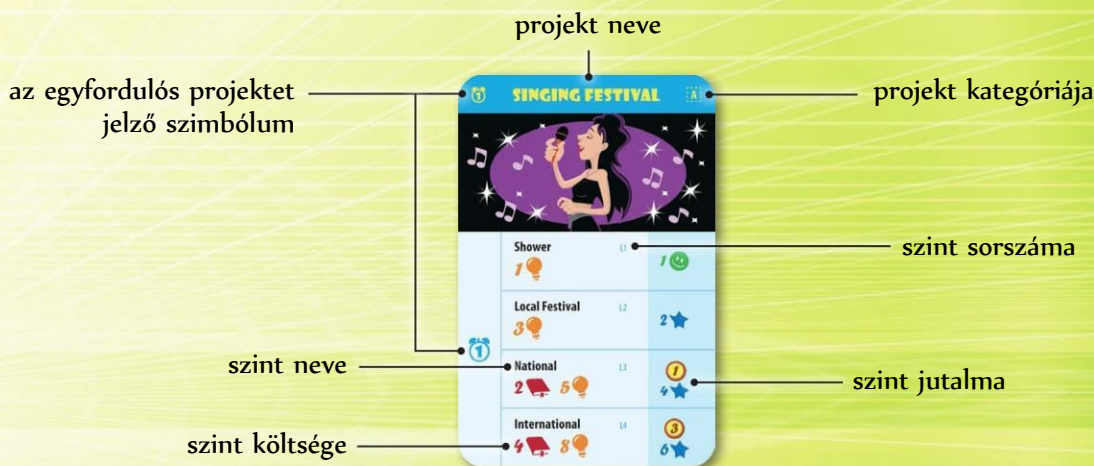 projekt neve
az egyfordulós projektet
jelző szimbólum
1 SINGING FESTIVAL A
projekt kategóriája
Shower L1
1
1
szint sorszáma
Local Festival L2
3
2
1
szint neve
National L3
2 5
1
4
szint jutalma
International L4
szint költsége
4 8
3
6